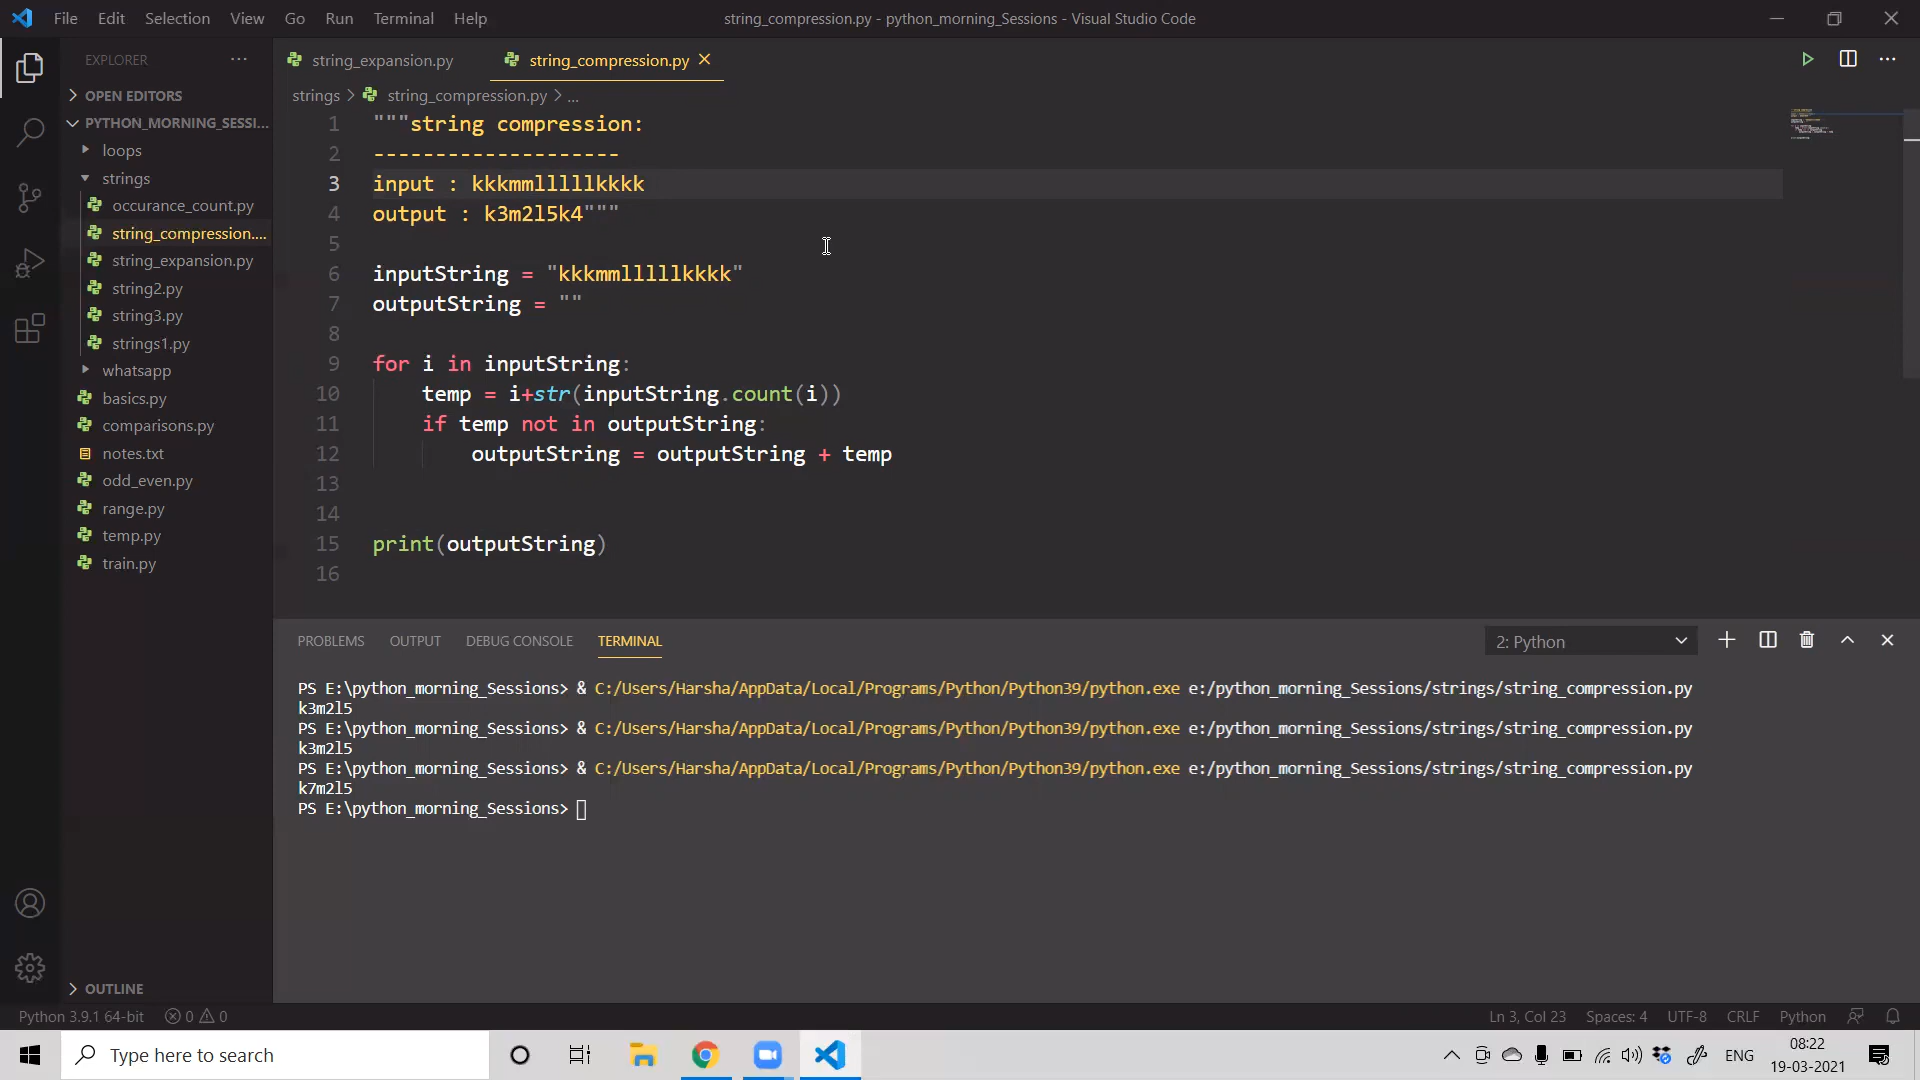 File Edit Selection View Go Run Terminal Help
string_compression.py - python_morning_Sessions - Visual Studio Code
EXPLORER
OPEN EDITORS
PYTHON_MORNING_SESSI...
loops
strings
occurance_count.py
string_compression....
string_expansion.py
string2.py
string3.py
strings1.py
whatsapp
basics.py
comparisons.py
notes.txt
odd_even.py
range.py
temp.py
train.py
OUTLINE
string_expansion.py
string_compression.py
strings > string_compression.py > ...
1 """string compression:
2 --------------------
3 input : kkkmmlllllkkkk
4 output : k3m2l5k4"""
5
6 inputString = "kkkmmlllllkkkk"
7 outputString = ""
8
9 for i in inputString:
10 temp = i+str(inputString.count(i))
11 if temp not in outputString:
12 outputString = outputString + temp
13
14
15 print(outputString)
16
PROBLEMS OUTPUT DEBUG CONSOLE TERMINAL
2: Python
PS E:\python_morning_Sessions> & C:/Users/Harsha/AppData/Local/Programs/Python/Python39/python.exe e:/python_morning_Sessions/strings/string_compression.py
k3m2l5
PS E:\python_morning_Sessions> & C:/Users/Harsha/AppData/Local/Programs/Python/Python39/python.exe e:/python_morning_Sessions/strings/string_compression.py
k3m2l5
PS E:\python_morning_Sessions> & C:/Users/Harsha/AppData/Local/Programs/Python/Python39/python.exe e:/python_morning_Sessions/strings/string_compression.py
k7m2l5
PS E:\python_morning_Sessions>
Python 3.9.1 64-bit 0 0
Ln 3, Col 23 Spaces: 4 UTF-8 CRLF Python
Type here to search
ENG
08:22
19-03-2021